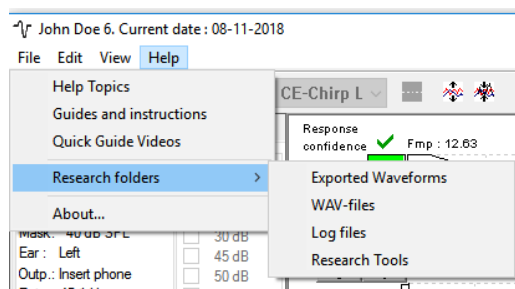 John Doe 6. Current date : 08-11-2018
File Edit View Help
Help Topics
Guides and instructions
Quick Guide Videos
Research folders
About...
Exported Waveforms
WAV-files
Log files
Research Tools
CE-Chirp L
Response
confidence
Fmp : 12.63
Mask: 40 dB SPL
Ear : Left
Outp.: Insert phone
30 dB
45 dB
50 dB